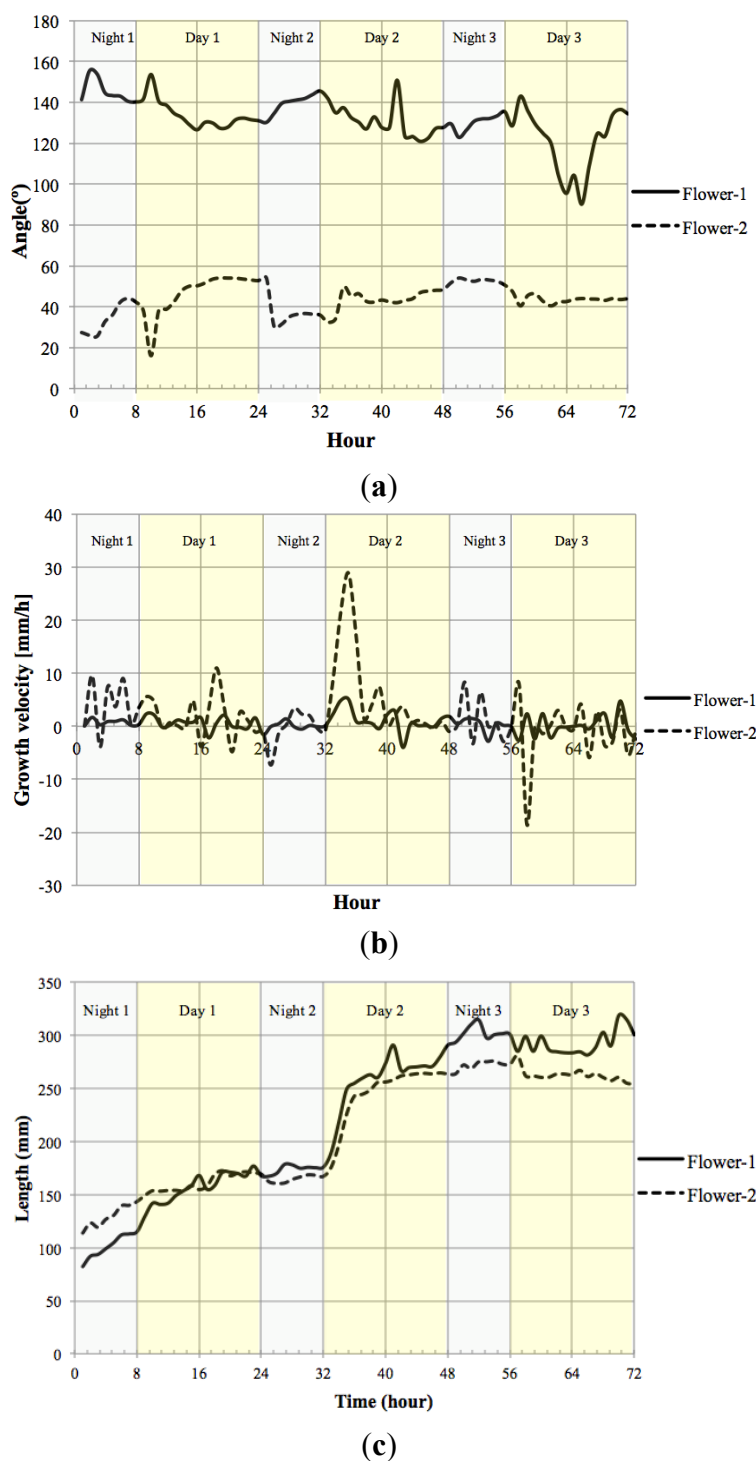 180
160
140
120
100
80
60
40
20
0
Angle(º)
Night 1 Day 1 Night 2 Day 2 Night 3 Day 3
Flower-1
Flower-2
0 8 16 24 32 40 48 56 64 72
Hour
(a)
40
30
20
10
0
-10
-20
-30
Growth velocity [mm/h]
Night 1 Day 1 Night 2 Day 2 Night 3 Day 3
Flower-1
Flower-2
0 8 16 24 32 40 48 56 64 72
Hour
(b)
350
300
250
200
150
100
50
0
Length (mm)
Night 1 Day 1 Night 2 Day 2 Night 3 Day 3
Flower-1
Flower-2
0 8 16 24 32 40 48 56 64 72
Time (hour)
(c)